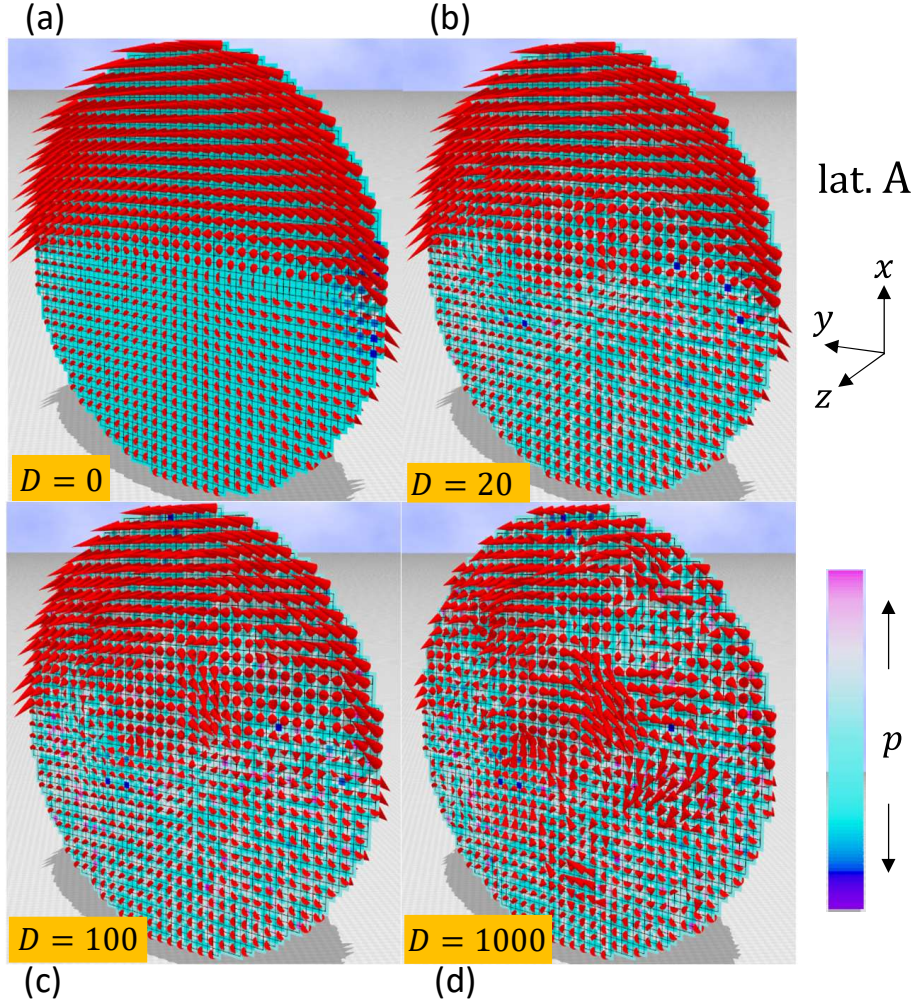 (a)
(b)
lat. A
x
y
z
D = 0
D = 20
p
D = 100
D = 1000
(c)
(d)